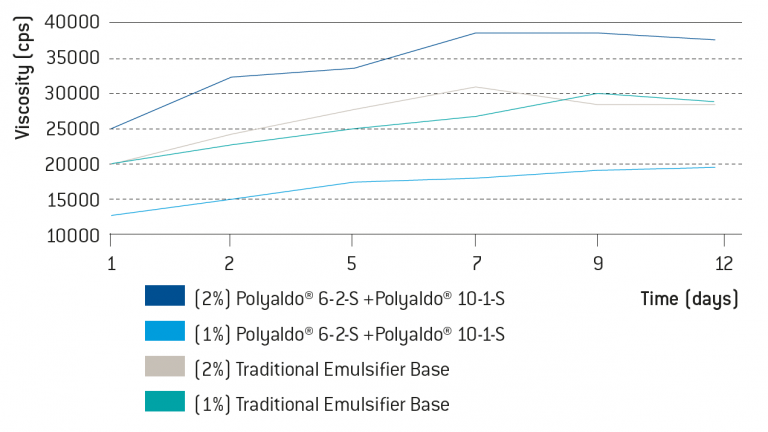 Viscosity (cps)
40000
35000
30000
25000
20000
15000
10000
1 2 5 7 9 12
Time (days)
(2%) Polyaldo® 6-2-S +Polyaldo® 10-1-S
(1%) Polyaldo® 6-2-S +Polyaldo® 10-1-S
(2%) Traditional Emulsifier Base
(1%) Traditional Emulsifier Base